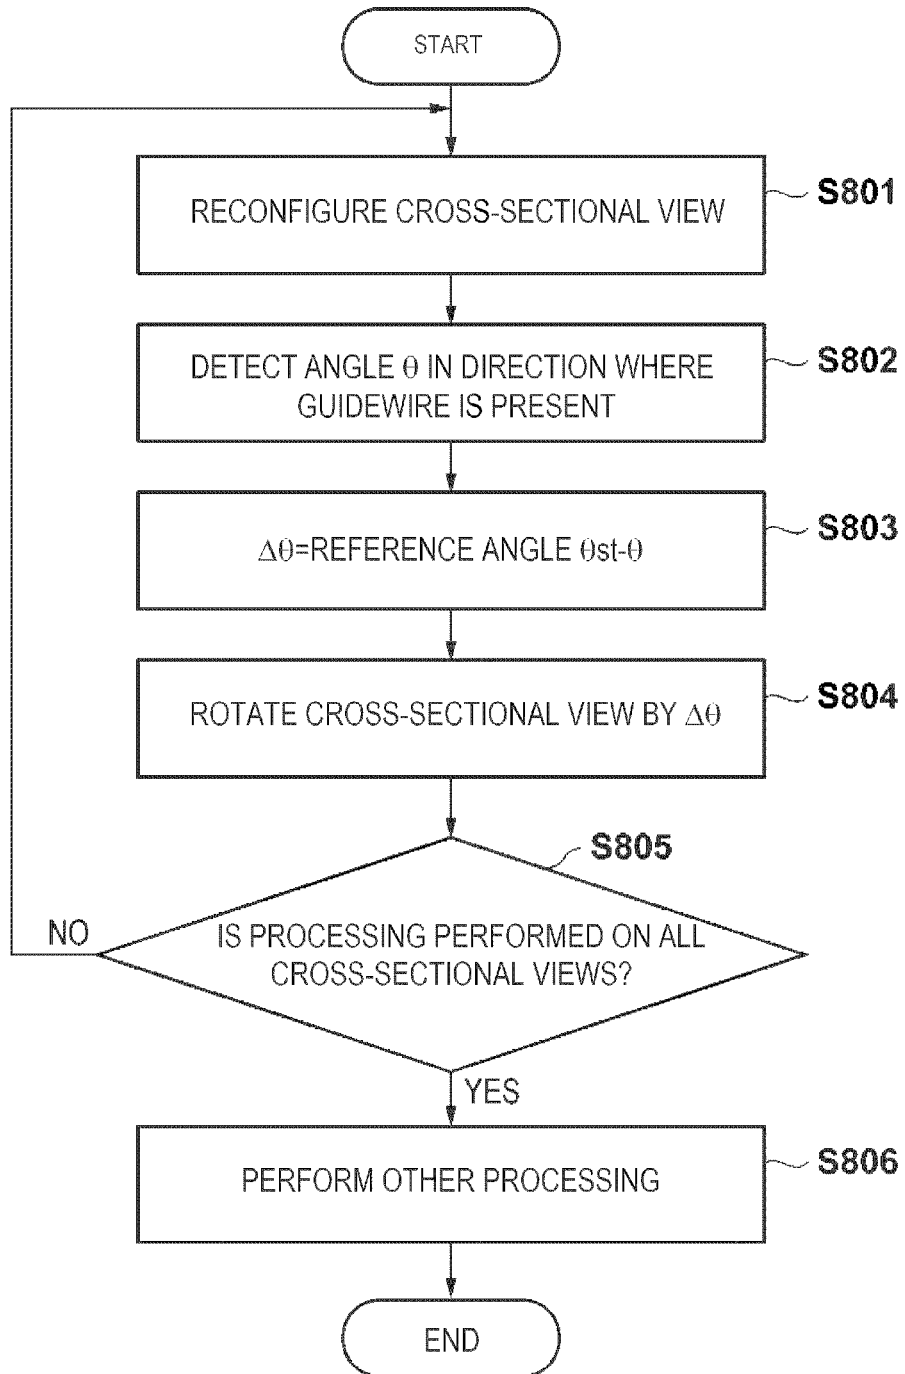 START
RECONFIGURE CROSS-SECTIONAL VIEW
S801
DETECT ANGLE θ IN DIRECTION WHERE
GUIDEWIRE IS PRESENT
S802
Δθ=REFERENCE ANGLE θst-θ
S803
ROTATE CROSS-SECTIONAL VIEW BY Δθ
S804
S805
NO
IS PROCESSING PERFORMED ON ALL
CROSS-SECTIONAL VIEWS?
YES
PERFORM OTHER PROCESSING
S806
END